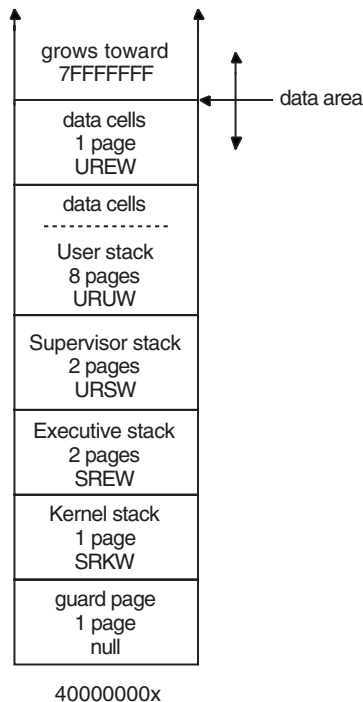 grows toward
7FFFFFFF
data area
data cells
1 page
UREW
data cells
User stack
8 pages
URUW
Supervisor stack
2 pages
URSW
Executive stack
2 pages
SREW
Kernel stack
1 page
SRKW
guard page
1 page
null
40000000x